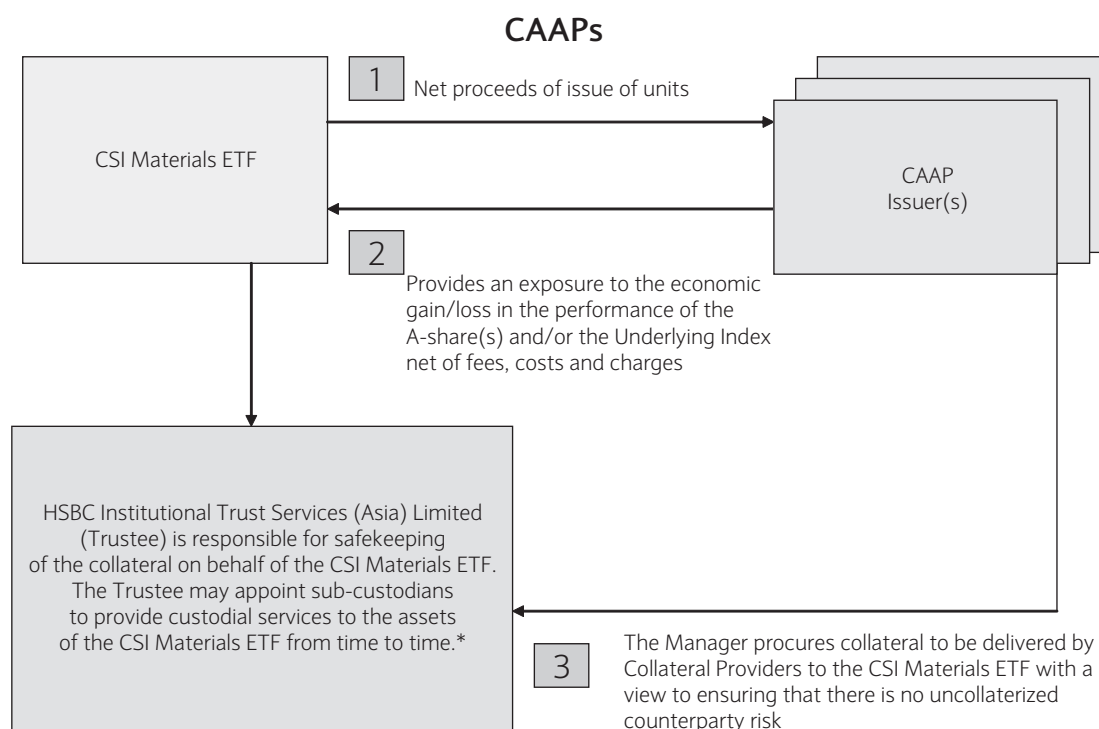 CAAPs
1
Net proceeds of issue of units
CSI Materials ETF
CAAP
Issuer(s)
2
Provides an exposure to the economic
gain/loss in the performance of the
A-share(s) and/or the Underlying Index
net of fees, costs and charges
HSBC Institutional Trust Services (Asia) Limited
(Trustee) is responsible for safekeeping
of the collateral on behalf of the CSI Materials ETF.
The Trustee may appoint sub-custodians
to provide custodial services to the assets
of the CSI Materials ETF from time to time.*
3
The Manager procures collateral to be delivered by
Collateral Providers to the CSI Materials ETF with a
view to ensuring that there is no uncollaterized
counterparty risk